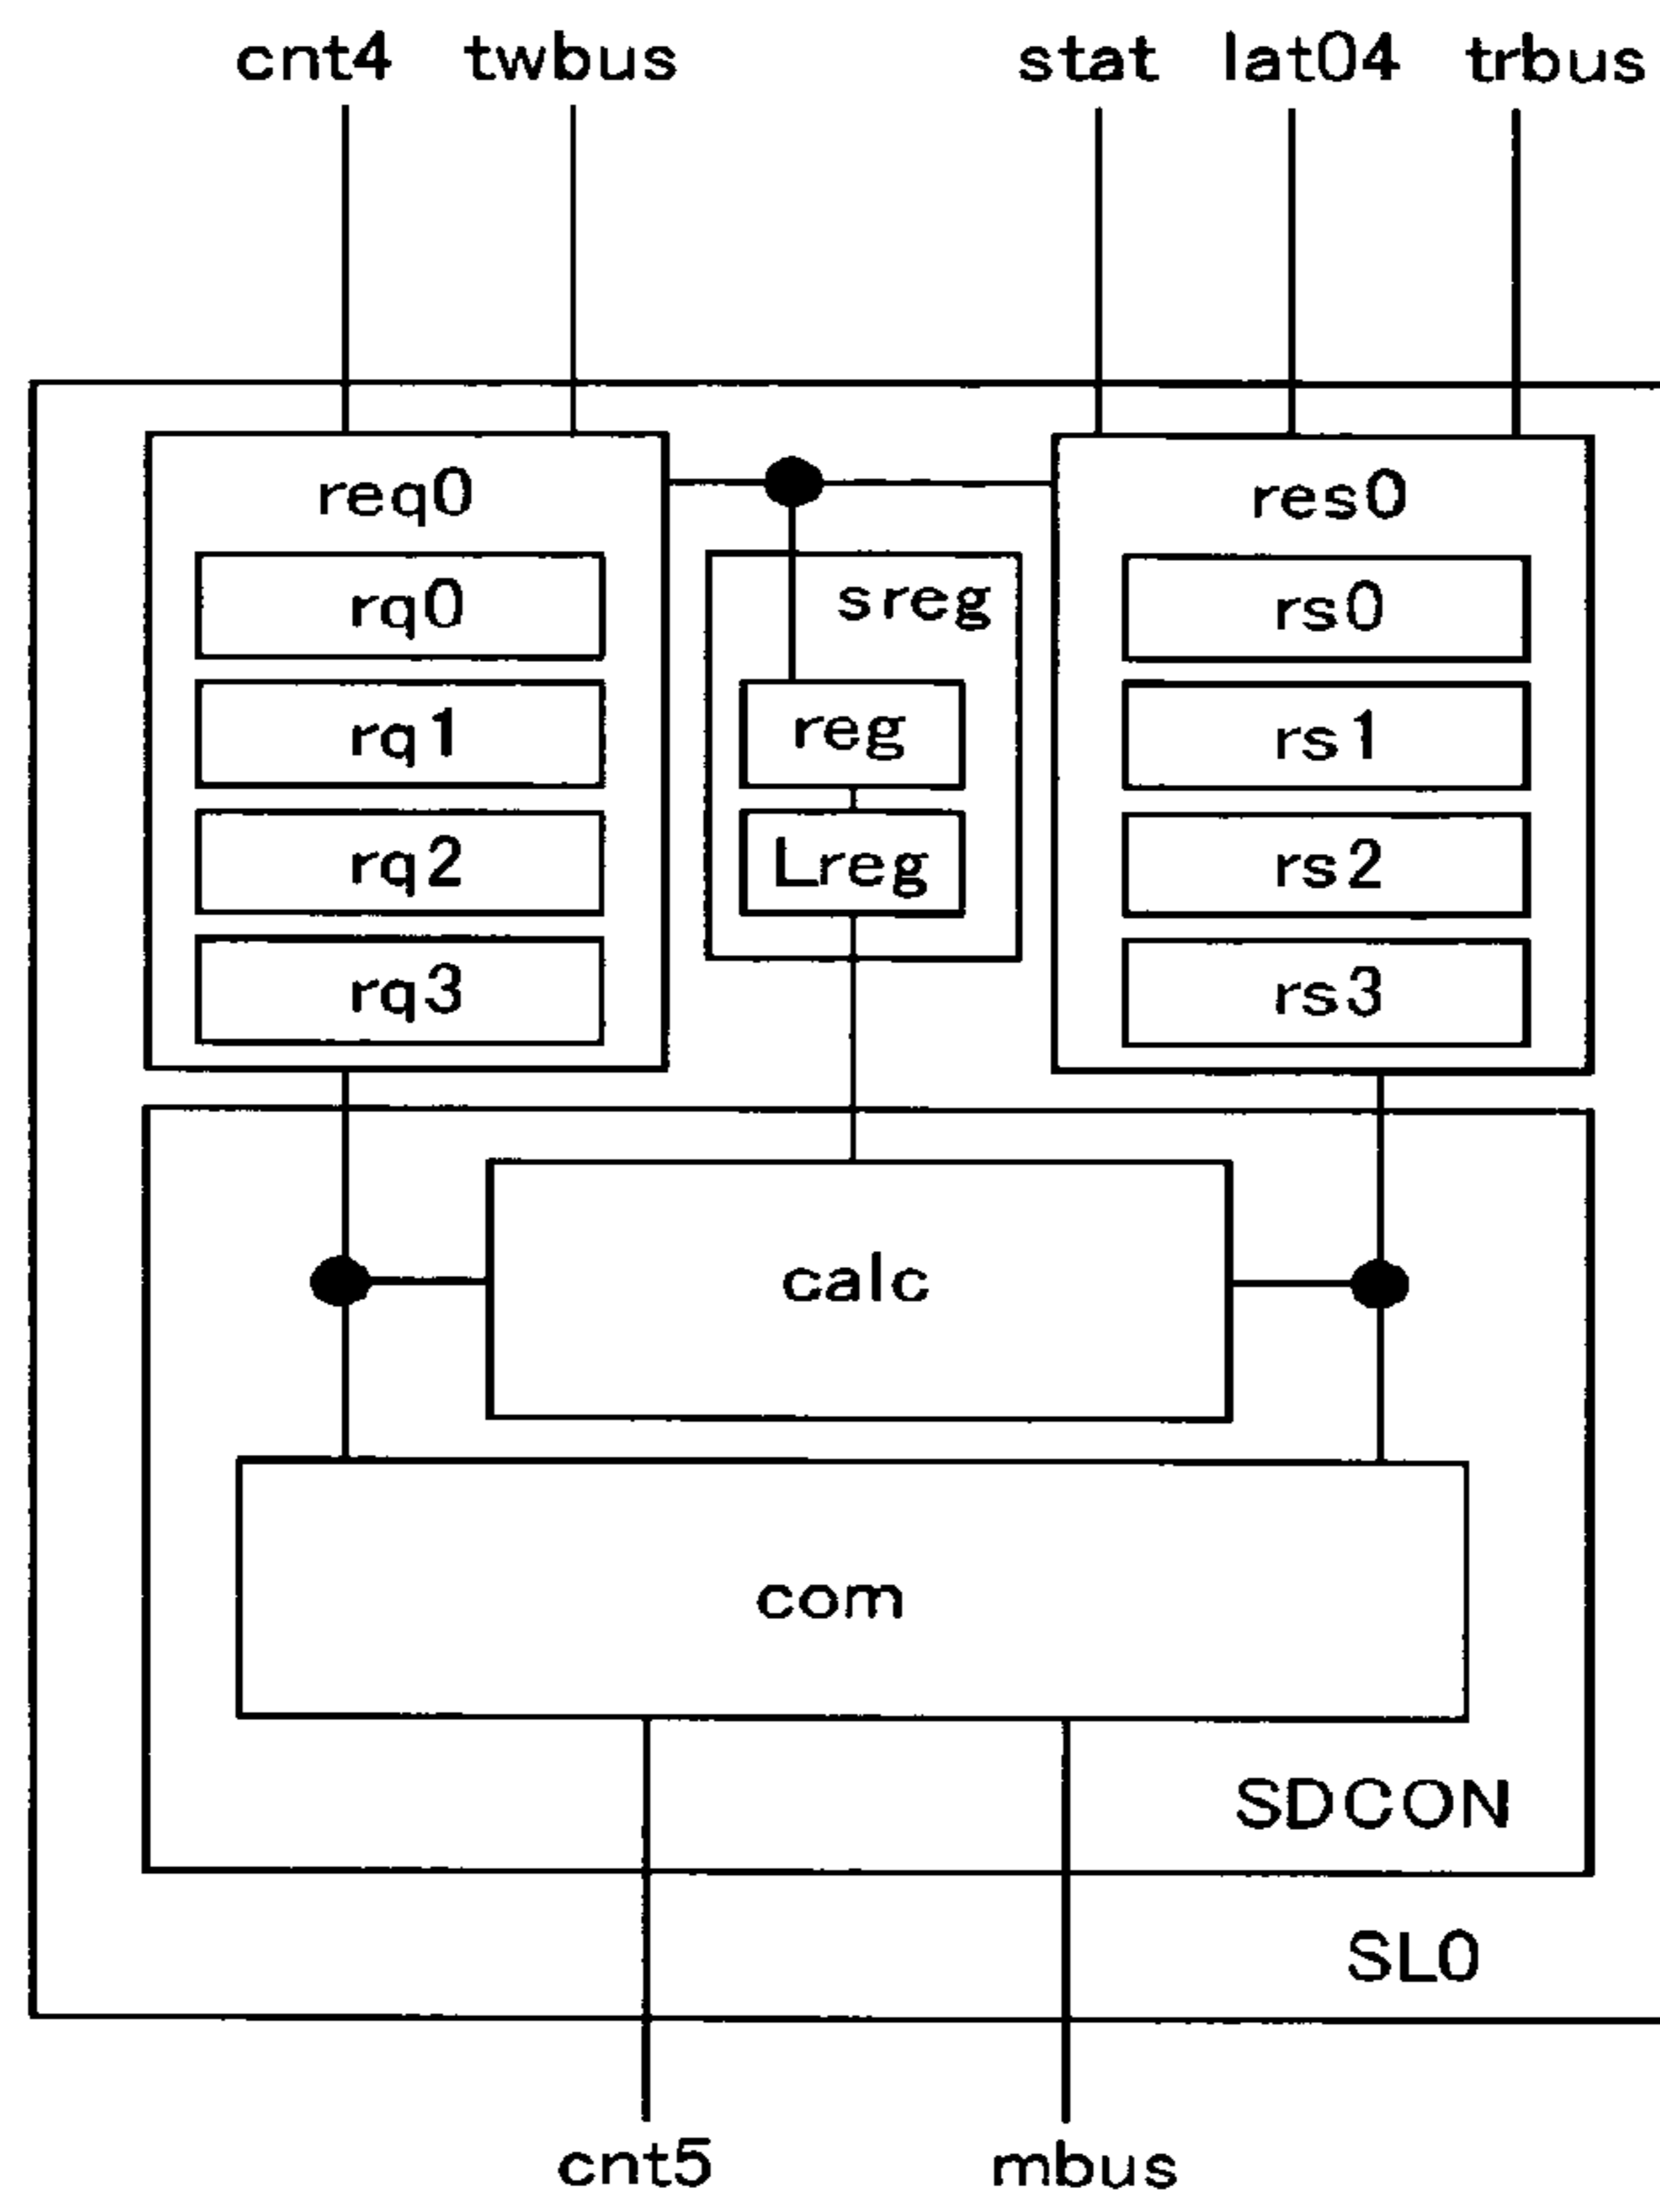 cnt4 twbus stat lat04 trbus
req0 res0
rq0 sreg rs0
rq1 reg rs1
rq2 Lreg rs2
rq3 rs3
calc
com
SDCON
SL0
cnt5 mbus